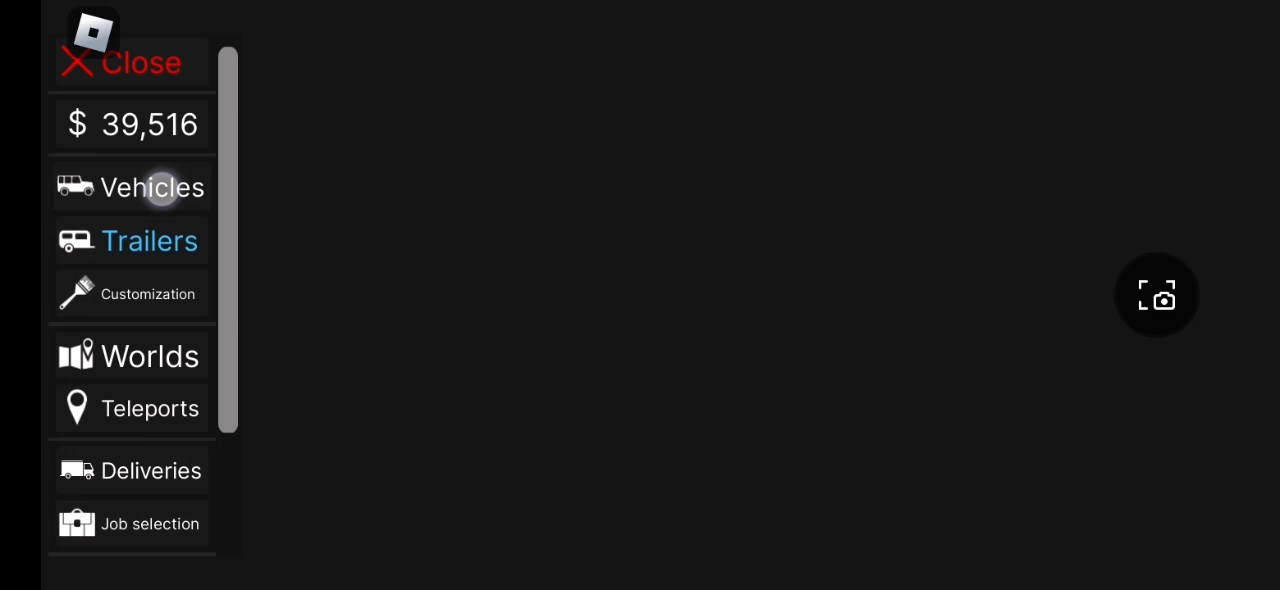 Close
$ 39,516
Vehicles
Trailers
Customization
Worlds
Teleports
Deliveries
Job selection